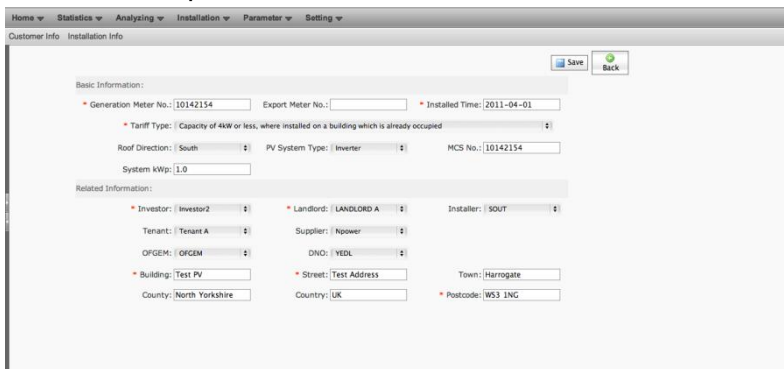 Home Statistics Analyzing Installation Parameter Setting
Customer Info Installation Info
Save Back
Basic Information:
* Generation Meter No.: 10142154 Export Meter No.: * Installed Time: 2011-04-01
* Tariff Type: Capacity of 4kW or less, where installed on a building which is already occupied
Roof Direction: South PV System Type: Inverter MCS No.: 10142154
System kWp: 1.0
Related Information:
* Investor: Investor2 * Landlord: LANDLORD A Installer: SOUT
Tenant: Tenant A Supplier: Npower
OFGEM: OFGEM DNO: YEDL
* Building: Test PV * Street: Test Address Town: Harrogate
County: North Yorkshire Country: UK * Postcode: WS3 1NG